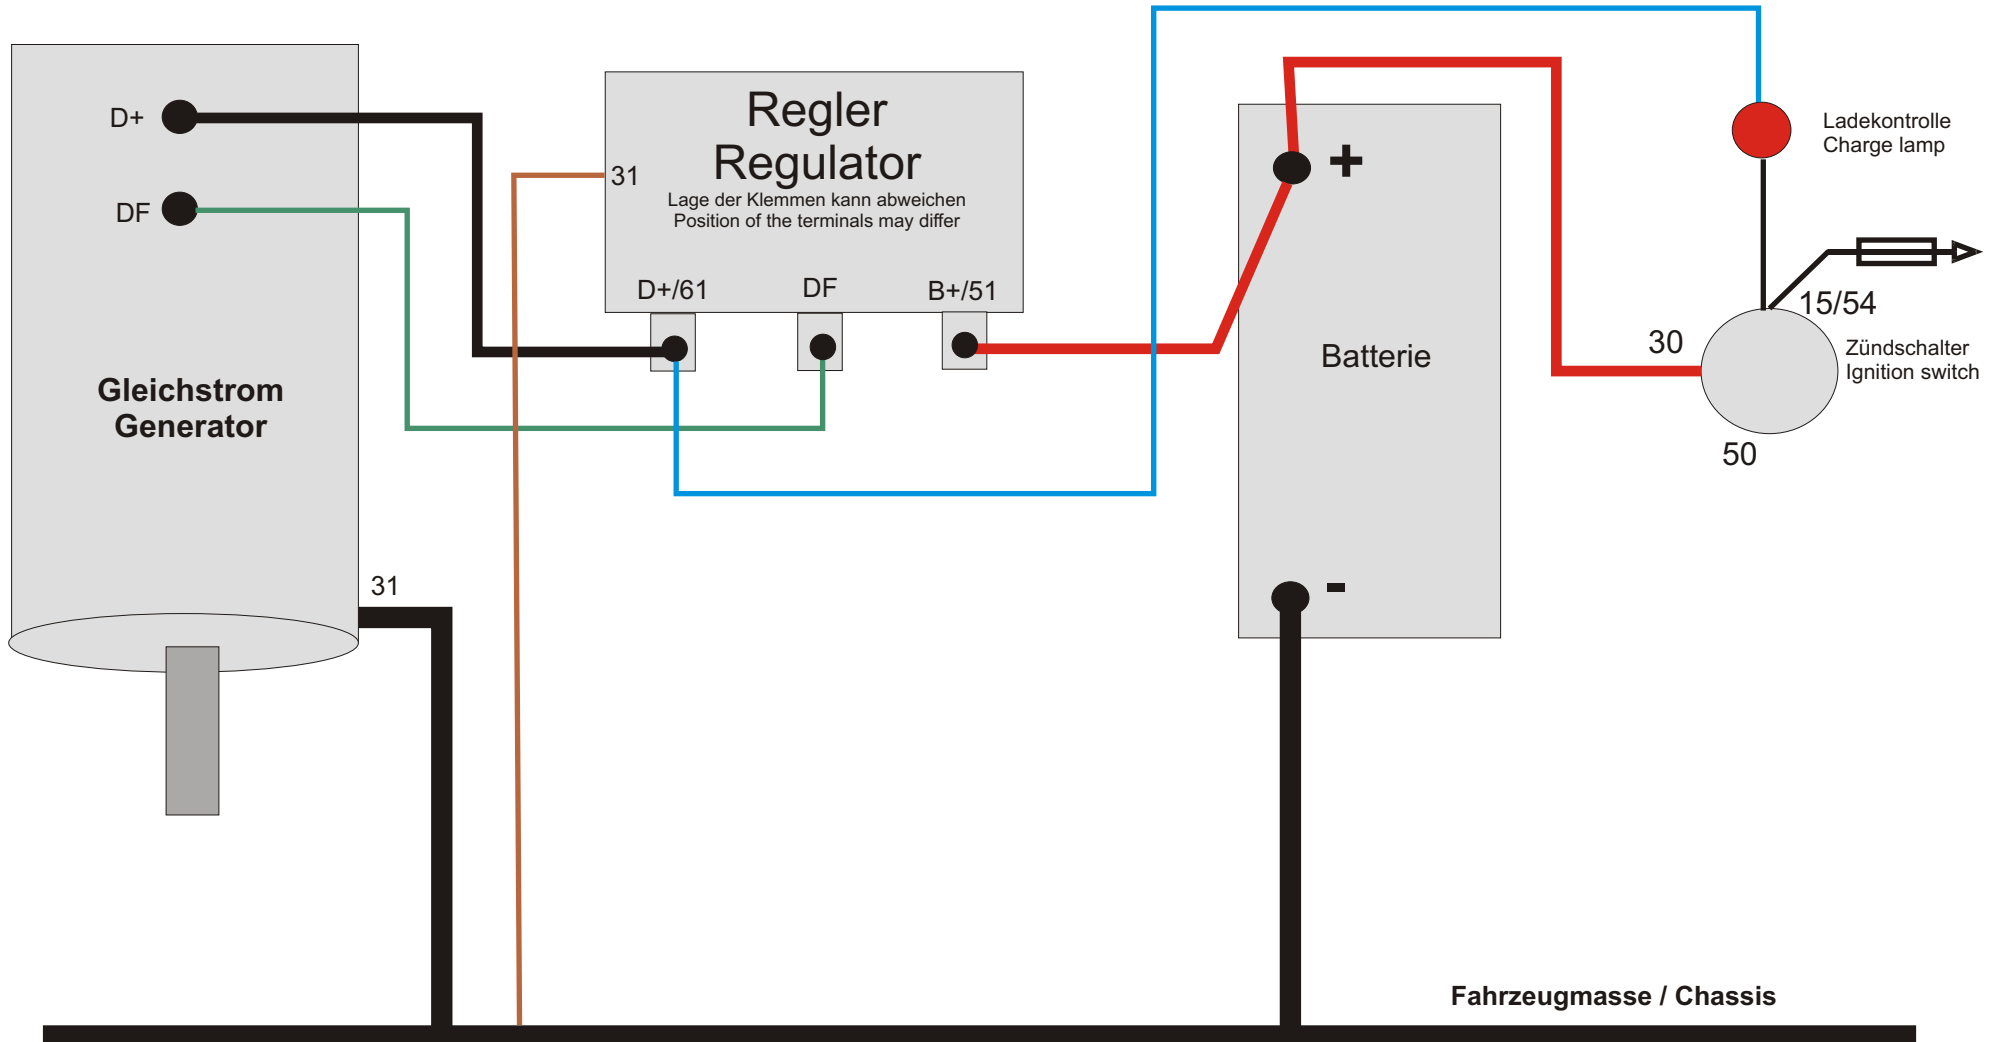 D+
DF
Gleichstrom
Generator
31
31
Regler
Regulator
Lage der Klemmen kann abweichen
Position of the terminals may differ
D+/61
DF
B+/51
+
Batterie
-
Ladekontrolle
Charge lamp
15/54
30
Zündschalter
Ignition switch
50
Fahrzeugmasse / Chassis